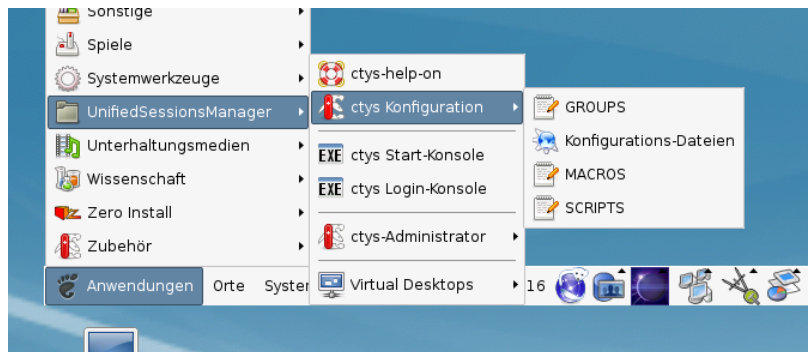 Sonstige
Spiele
Systemwerkzeuge
UnifiedSessionsManager
Unterhaltungsmedien
Wissenschaft
Zero Install
Zubehör
Anwendungen Orte Syster
ctys-help-on
ctys Konfiguration
EXE ctys Start-Konsole
EXE ctys Login-Konsole
ctys-Administrator
Virtual Desktops
GROUPS
Konfigurations-Dateien
MACROS
SCRIPTS
16